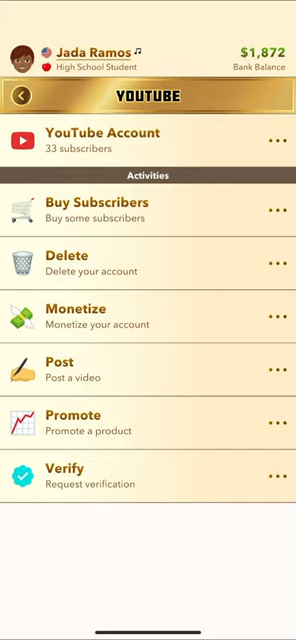 Jada Ramos
$1,872
High School Student
Bank Balance
YOUTUBE
YouTube Account
33 subscribers
Activities
Buy Subscribers
Buy some subscribers
Delete
Delete your account
Monetize
Monetize your account
Post
Post a video
Promote
Promote a product
Verify
Request verification